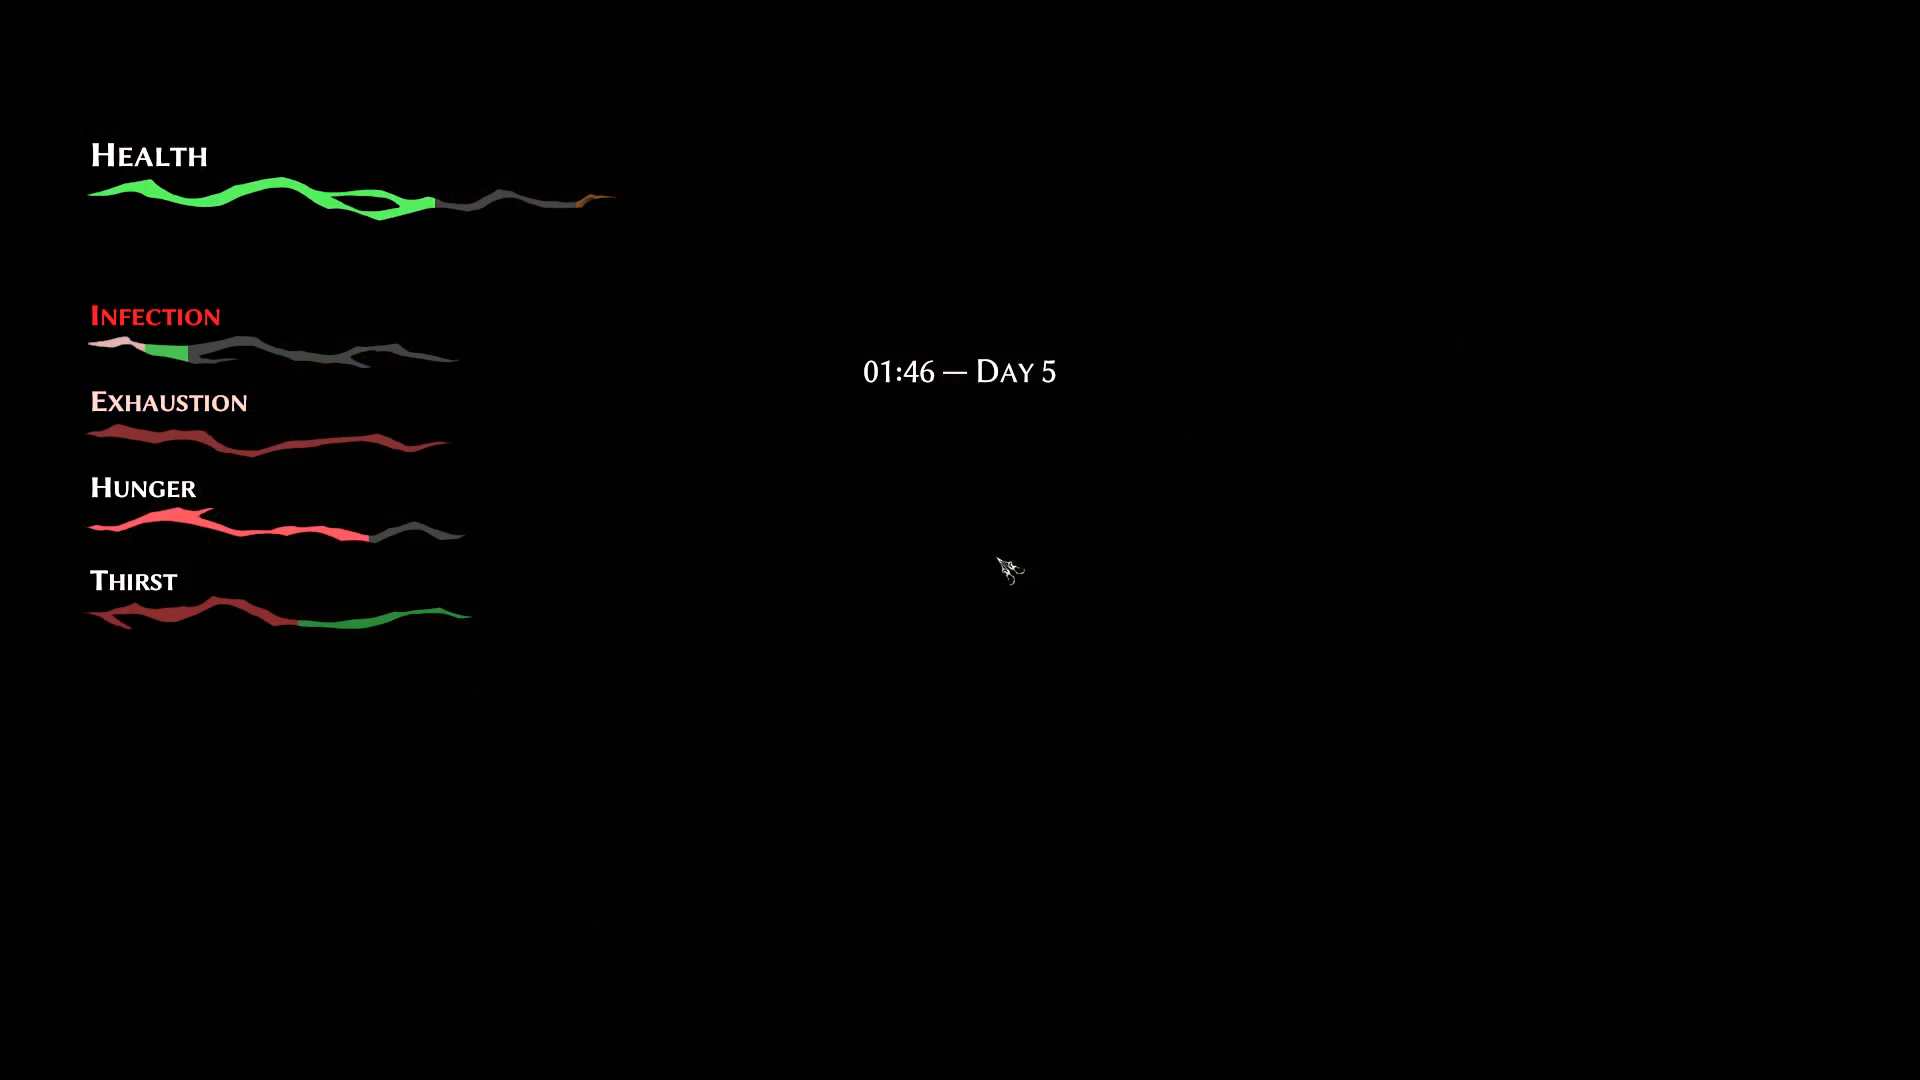 Health
Infection
01:46 — Day 5
Exhaustion
Hunger
Thirst